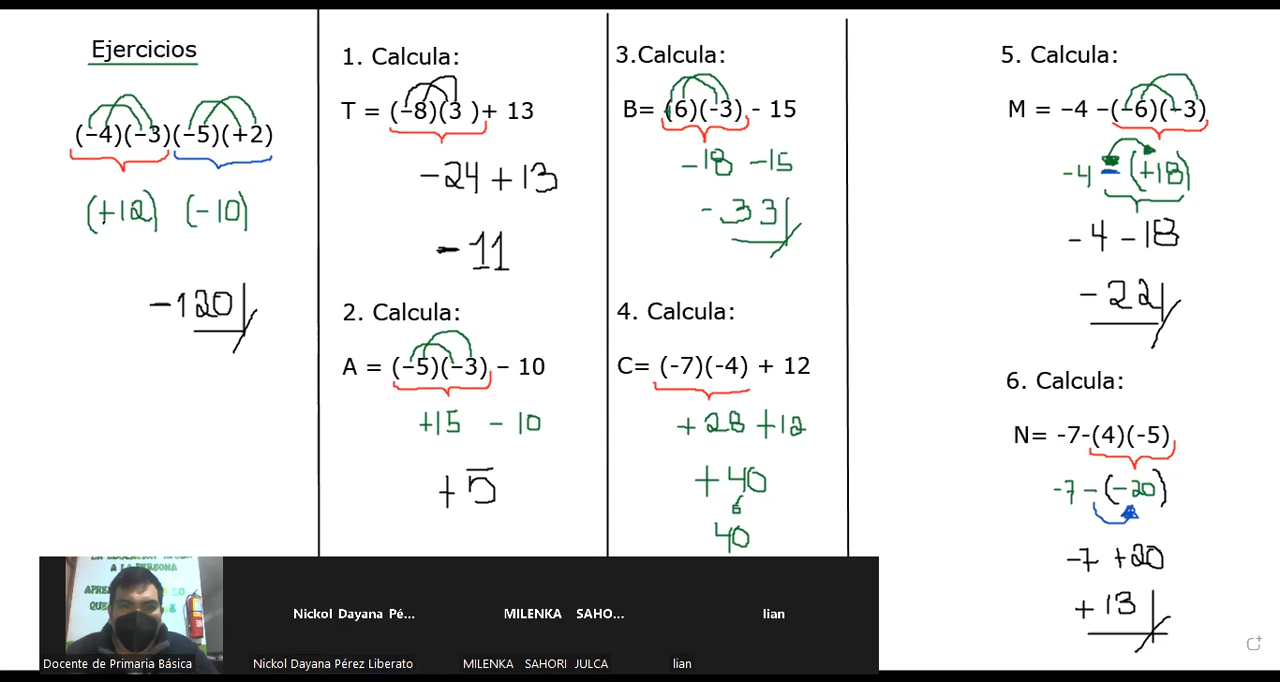 Ejercicios
(-4)(-3)(-5)(+2)
(+12) (-10)
-120
1. Calcula:
T = (-8)(3 )+ 13
-24 + 13
- 11
2. Calcula:
A = (-5)(-3) - 10
+15 - 10
+5
3.Calcula:
B= (6)(-3) - 15
-18 -15
-33
4. Calcula:
C= (-7)(-4) + 12
+28 +12
+40
ó
40
5. Calcula:
M = -4 -(-6)(-3)
-4 - (+18)
-4 -18
-22
6. Calcula:
N= -7-(4)(-5)
-7 -(-20)
-7 +20
+13
A LA PERSONA
Docente de Primaria Básica
Nickol Dayana Pé...
Nickol Dayana Pérez Liberato
MILENKA SAHO...
MILENKA SAHORI JULCA
lian
lian